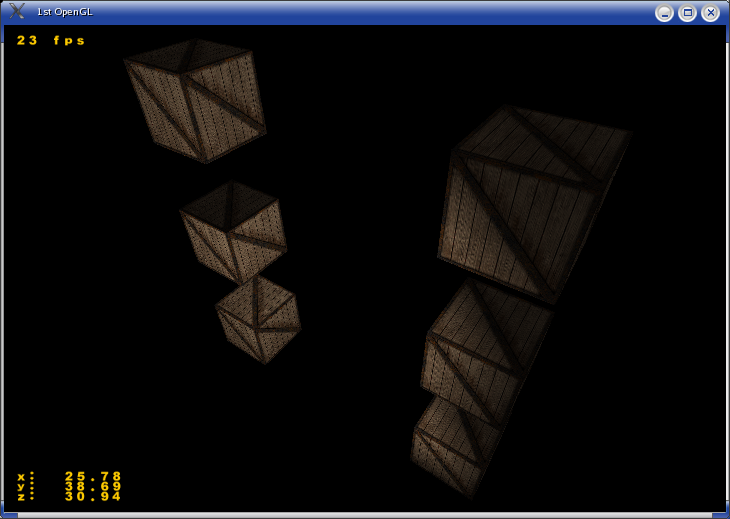 1st OpenGL
23 fps
x: 25.78
y: 38.69
z: 30.94